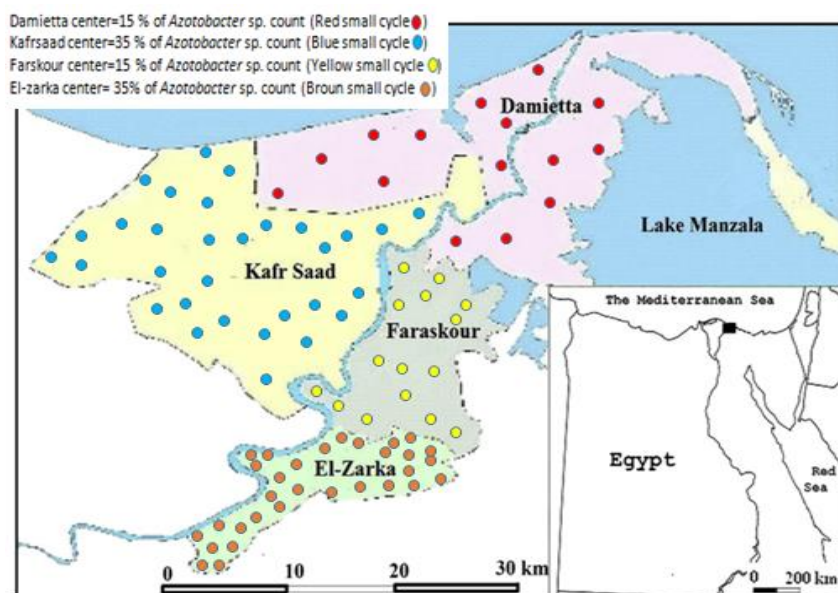 Damietta center=15 % of Azotobacter sp. count (Red small cycle )
Kafrsaad center=35 % of Azotobacter sp. count (Blue small cycle )
Farskour center=15 % of Azotobacter sp. count (Yellow small cycle )
El-zarka center= 35% of Azotobacter sp. count (Broun small cycle )
Damietta
Lake Manzala
Kafr Saad
Faraskour
El-Zarka
0 10 20 30 km
The Mediterranean Sea
Egypt
Red
Sea
0 200 km